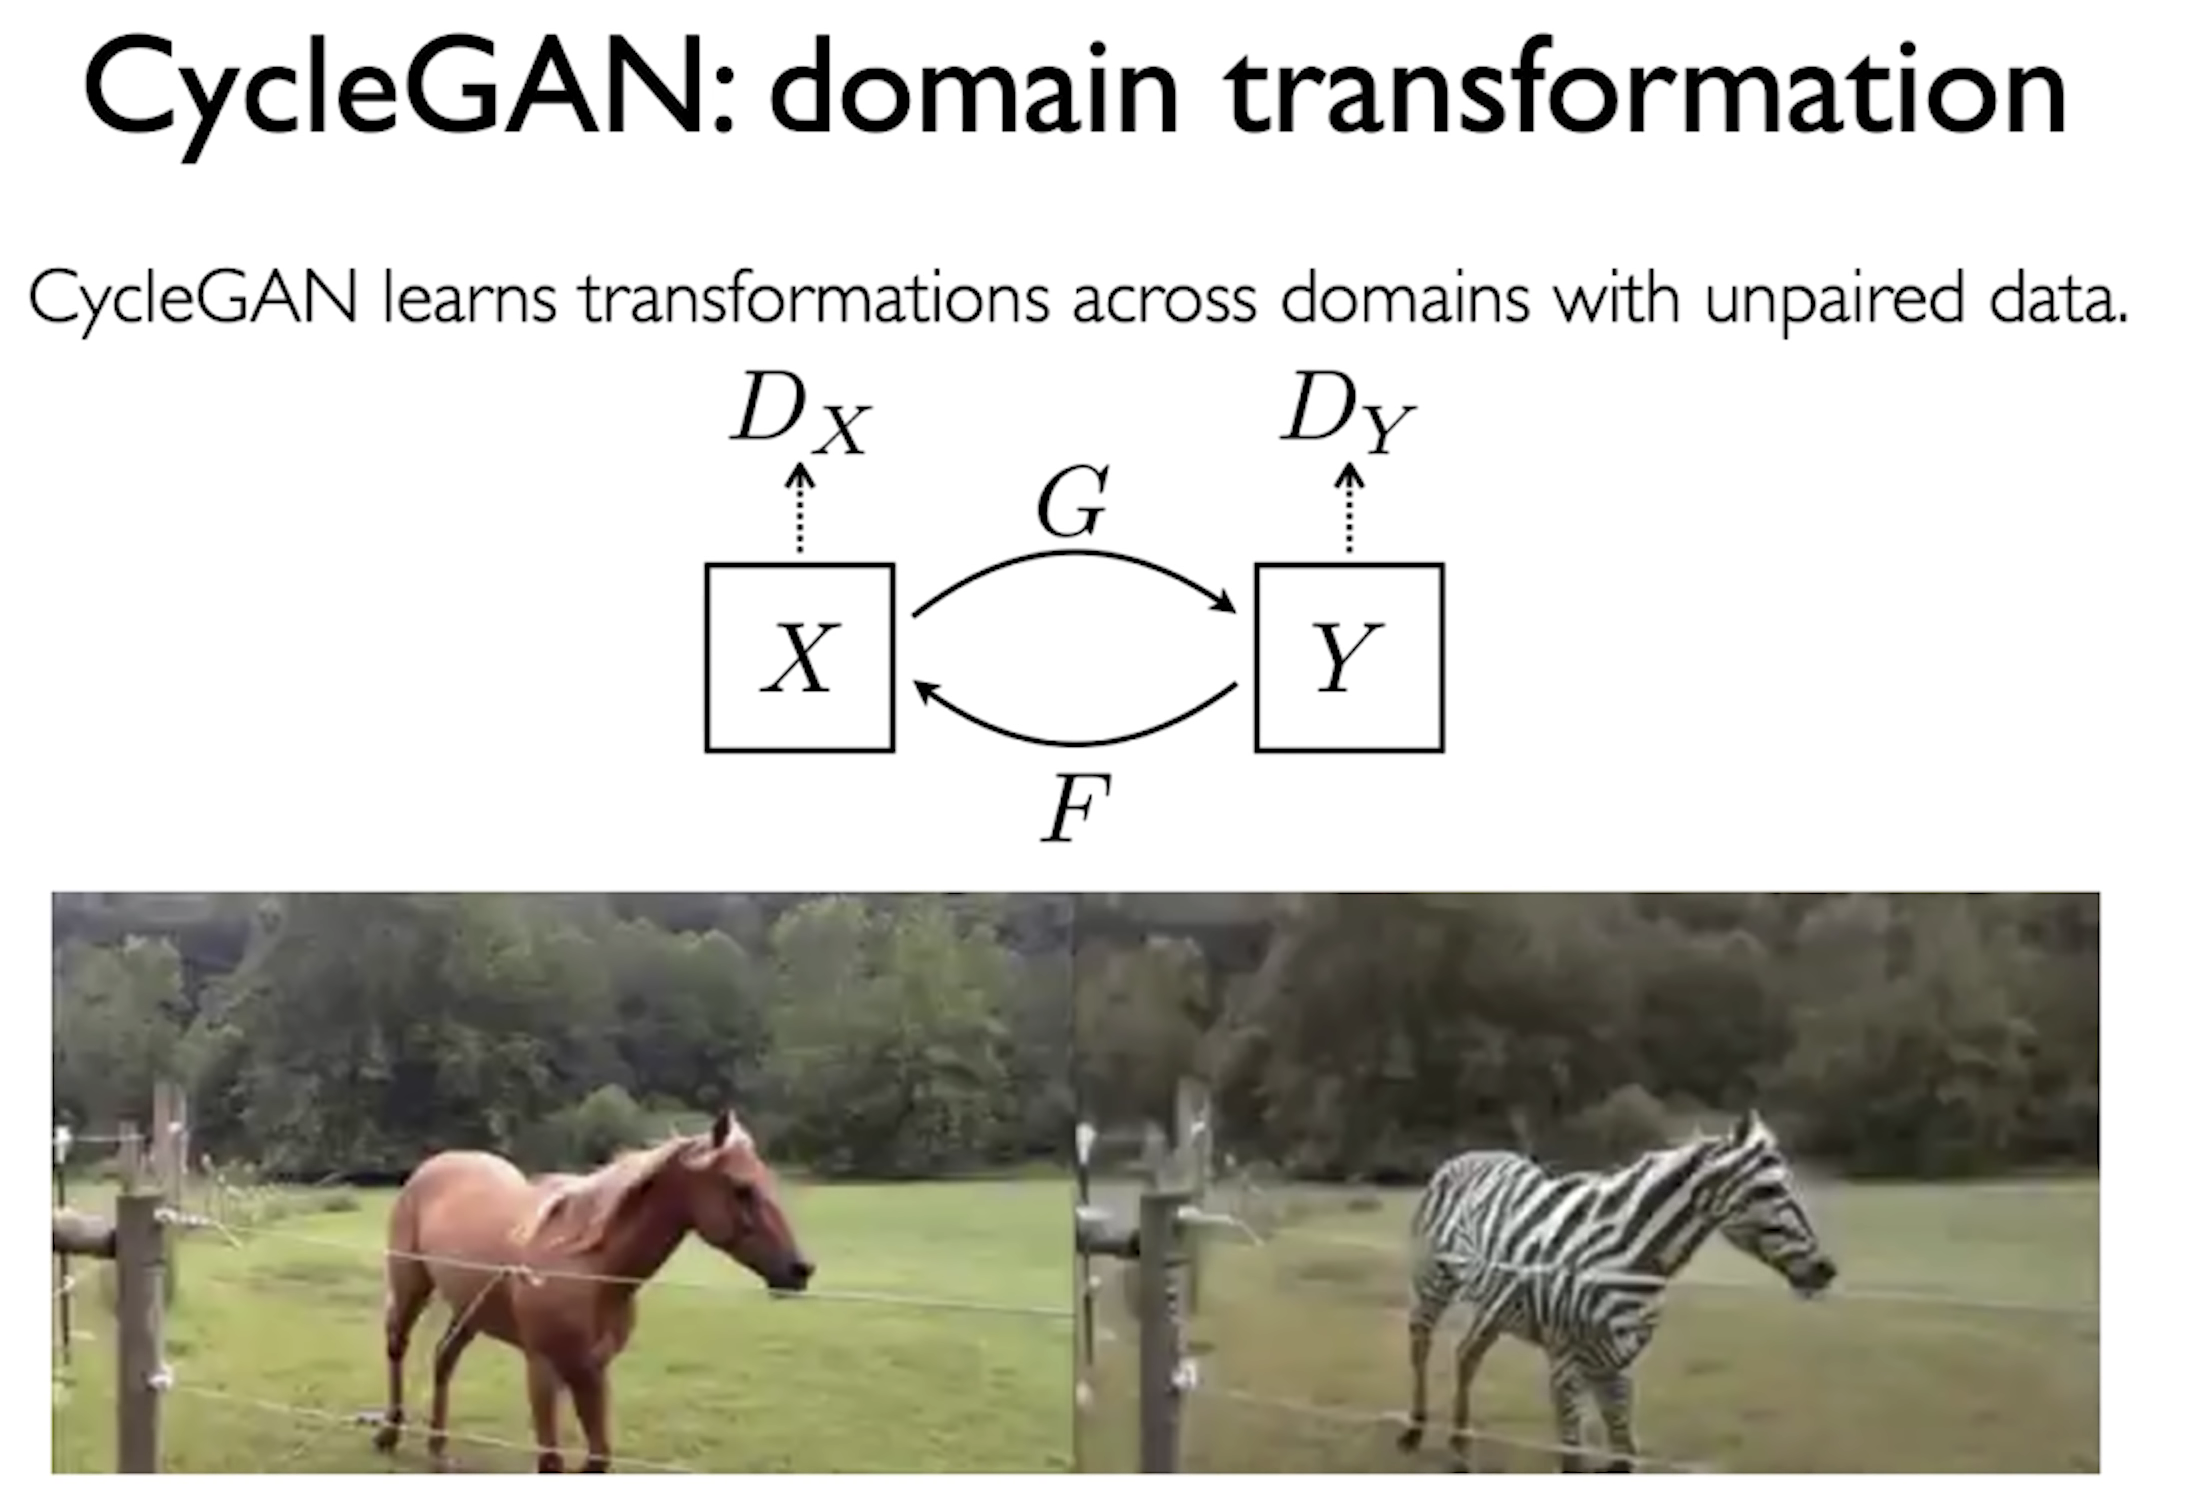 CycleGAN: domain transformation
CycleGAN learns transformations across domains with unpaired data.
D_X D_Y
G
X Y
F